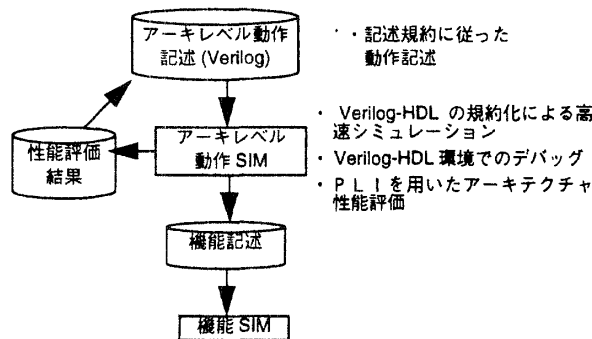 アーキレベル動作
記述 (Verilog)
・記述規約に従った
動作記述
アーキレベル
動作 SIM
性能評価
結果
・ Verilog-HDL の規約化による高
速シミュレーション
・ Verilog-HDL 環境でのデバッグ
・ ＰＬＩを用いたアーキテクチャ
性能評価
機能記述
機能 SIM